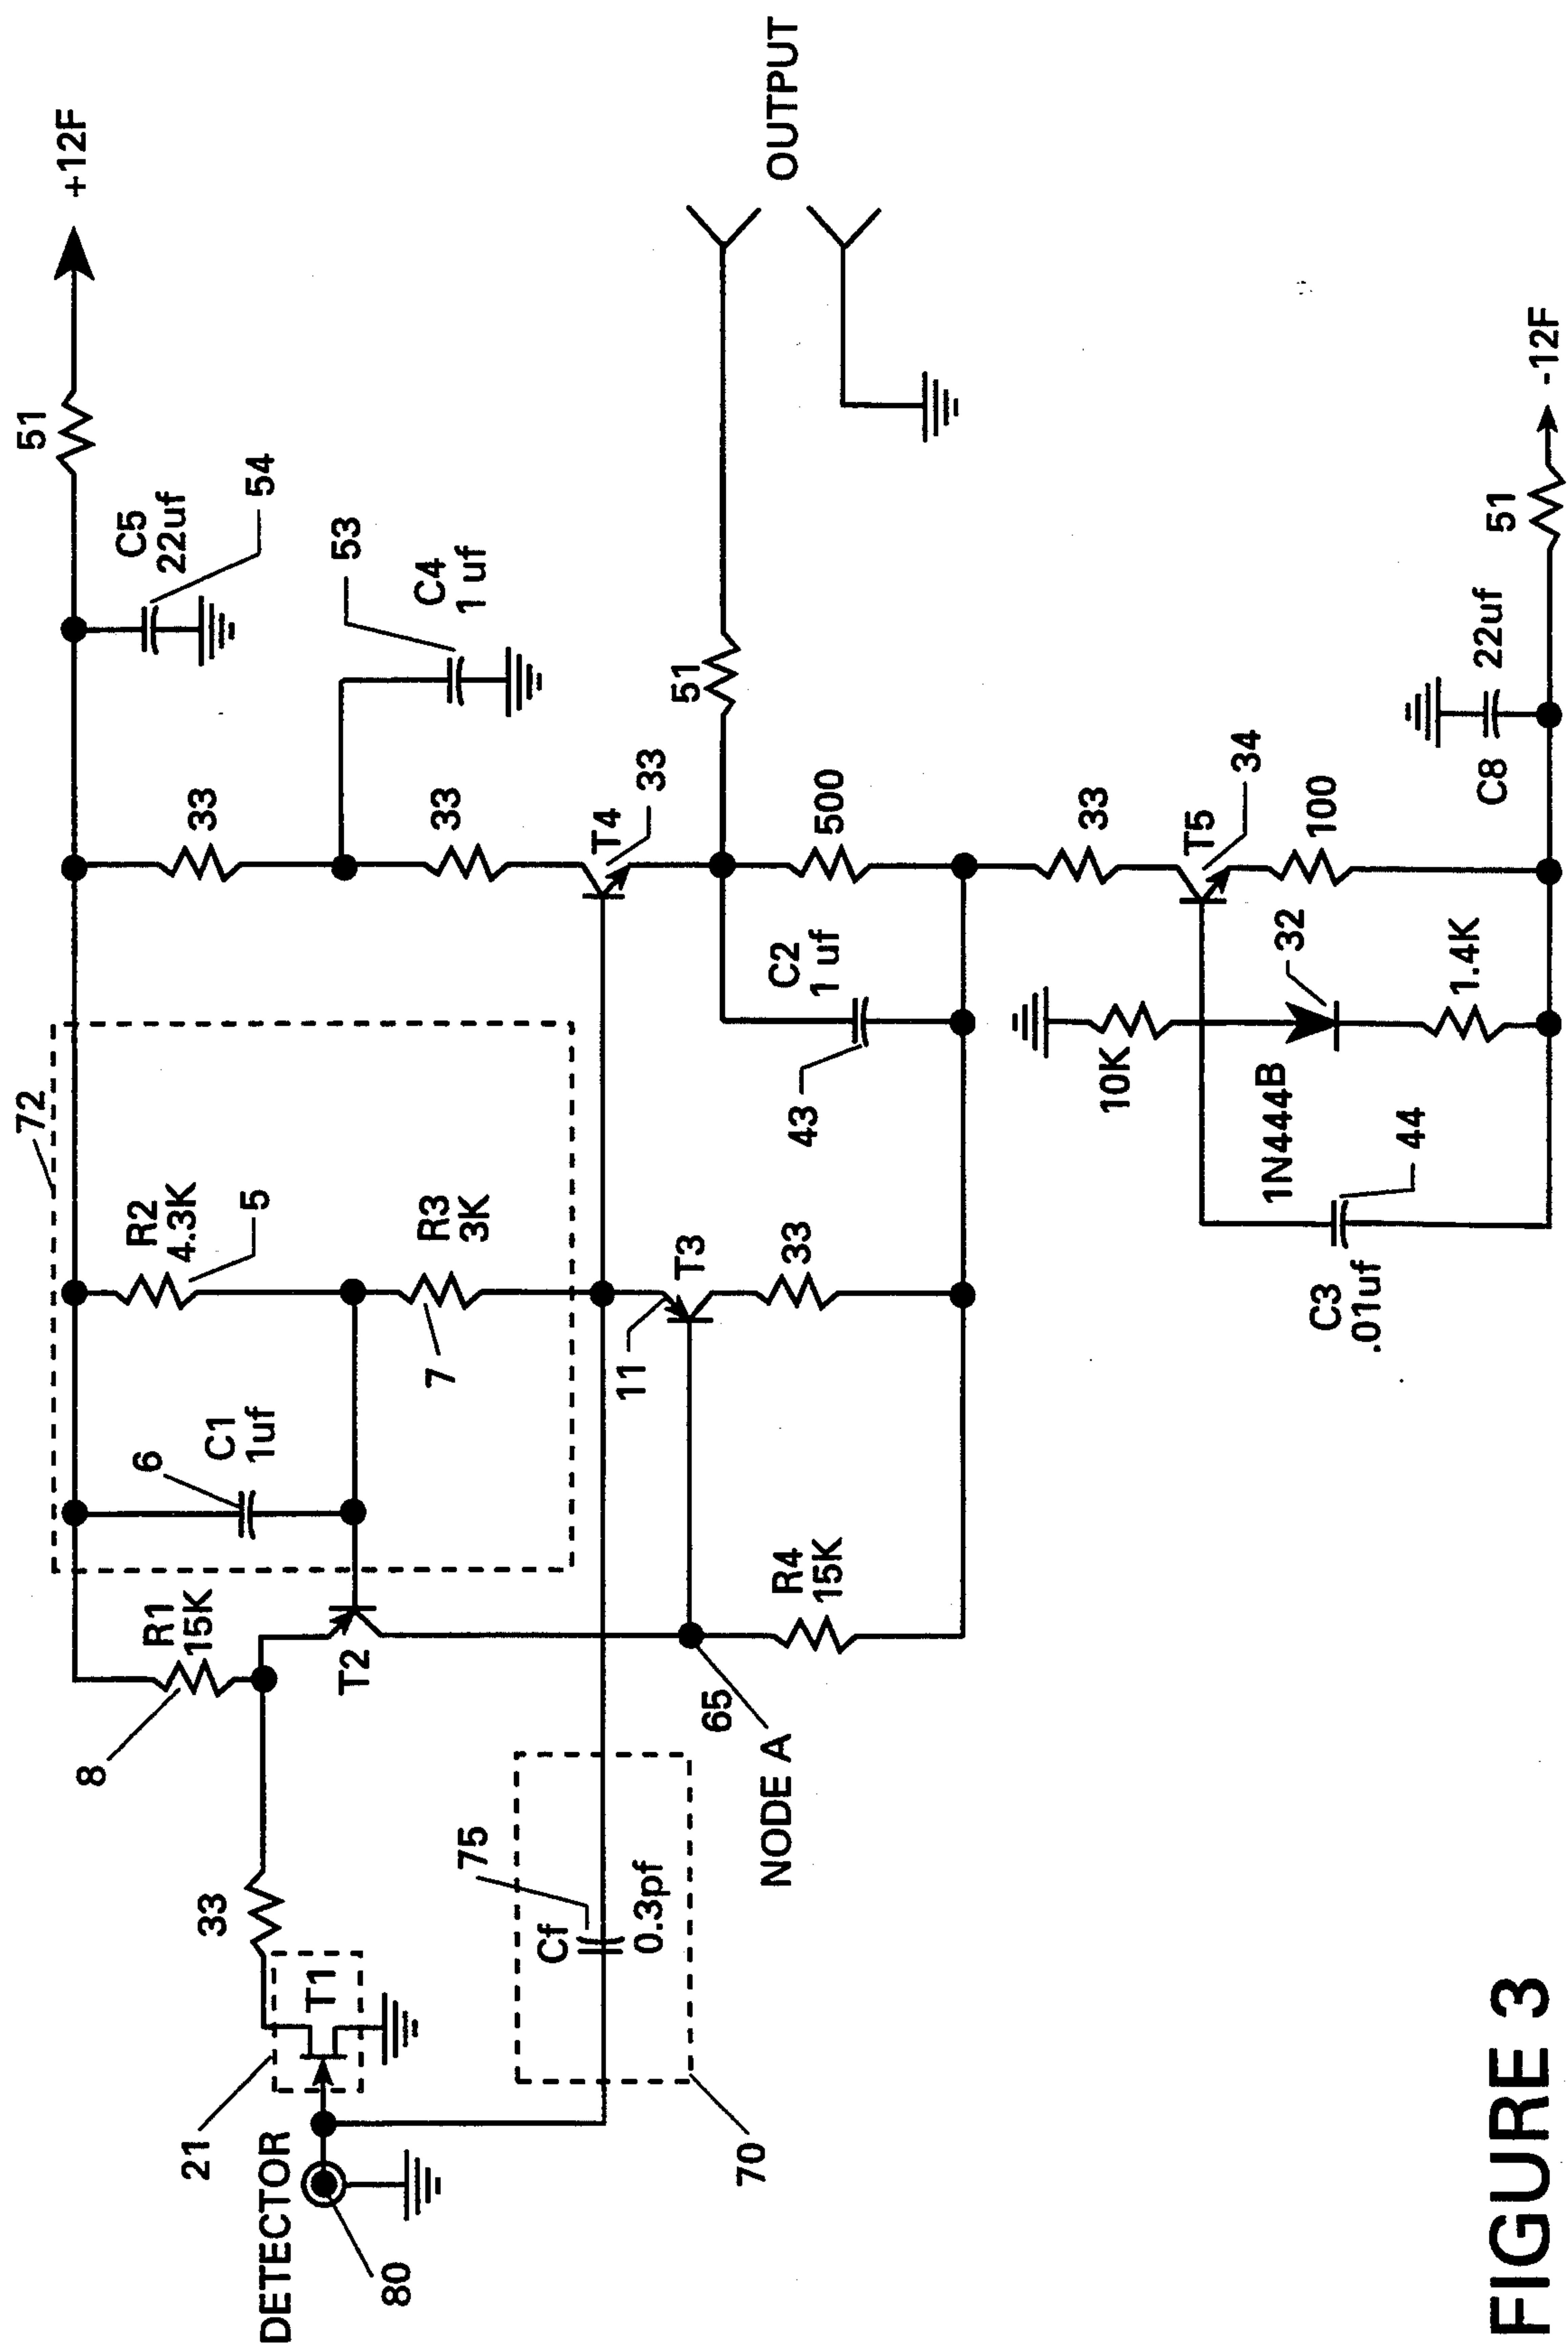 72
51
+12F
8
R1
15K
6
R2
4.3K
33
C5
22uf
21
33
C1
1uf
5
54
DETECTOR
T1
T2
53
80
7
R3
3K
33
C4
1 uf
75
Cf
0.3pf
T4
33
11
T3
51
OUTPUT
70
65
NODE A
R4
15K
33
C2
1 uf
43
500
33
10K
T5
34
1N444B
32
100
C3
.01uf
44
1.4K
C8
22uf
51
-12F
FIGURE 3